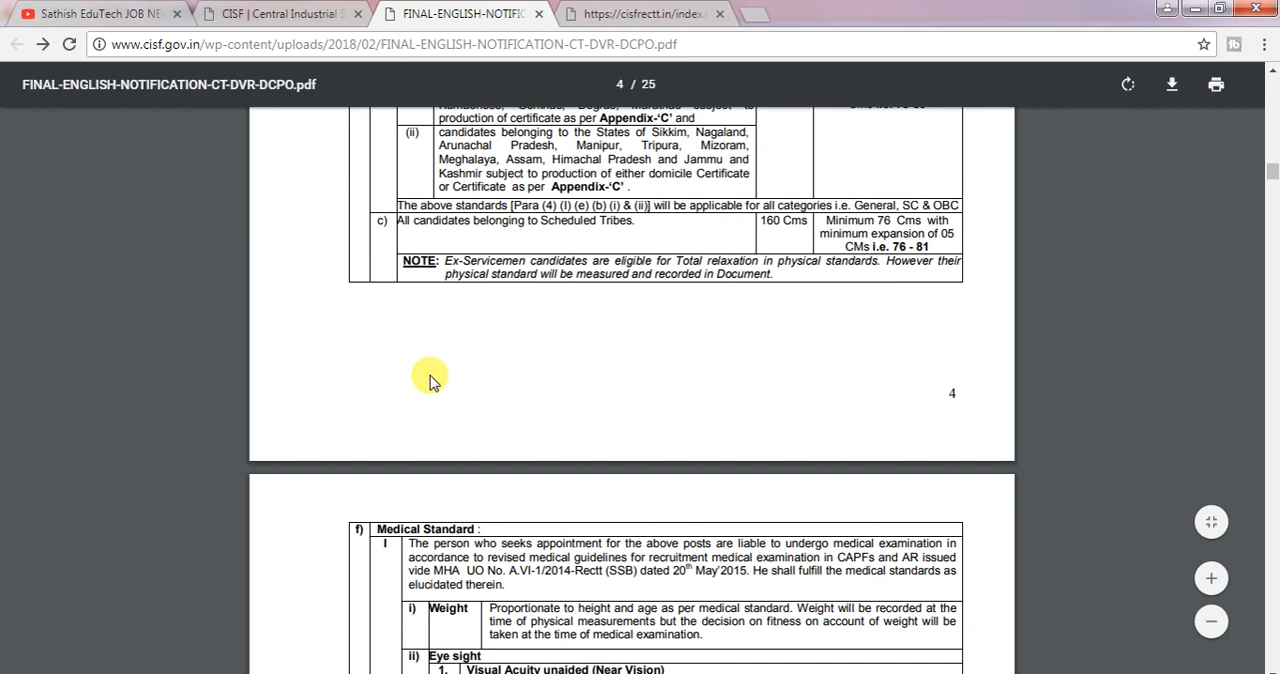 Sathish EduTech JOB NE
CISF | Central Industrial S
FINAL-ENGLISH-NOTIFIC
https://cisfrectt.in/index.p
www.cisf.gov.in/wp-content/uploads/2018/02/FINAL-ENGLISH-NOTIFICATION-CT-DVR-DCPO.pdf
FINAL-ENGLISH-NOTIFICATION-CT-DVR-DCPO.pdf
4 / 25
subject to
production of certificate as per Appendix-'C' and
(ii) candidates belonging to the States of Sikkim, Nagaland,
Arunachal Pradesh, Manipur, Tripura, Mizoram,
Meghalaya, Assam, Himachal Pradesh and Jammu and
Kashmir subject to production of either domicile Certificate
or Certificate as per Appendix-'C' .
The above standards [Para (4) (I) (e) (b) (i) & (ii)] will be applicable for all categories i.e. General, SC & OBC
c) All candidates belonging to Scheduled Tribes. 160 Cms Minimum 76 Cms with
minimum expansion of 05
CMs i.e. 76 - 81
NOTE: Ex-Servicemen candidates are eligible for Total relaxation in physical standards. However their
physical standard will be measured and recorded in Document.
4
f) Medical Standard :
I The person who seeks appointment for the above posts are liable to undergo medical examination in
accordance to revised medical guidelines for recruitment medical examination in CAPFs and AR issued
vide MHA UO No. A.VI-1/2014-Rectt (SSB) dated 20th May'2015. He shall fulfill the medical standards as
elucidated therein.
i) Weight Proportionate to height and age as per medical standard. Weight will be recorded at the
time of physical measurements but the decision on fitness on account of weight will be
taken at the time of medical examination.
ii) Eye sight
1. Visual Acuity unaided (Near Vision)